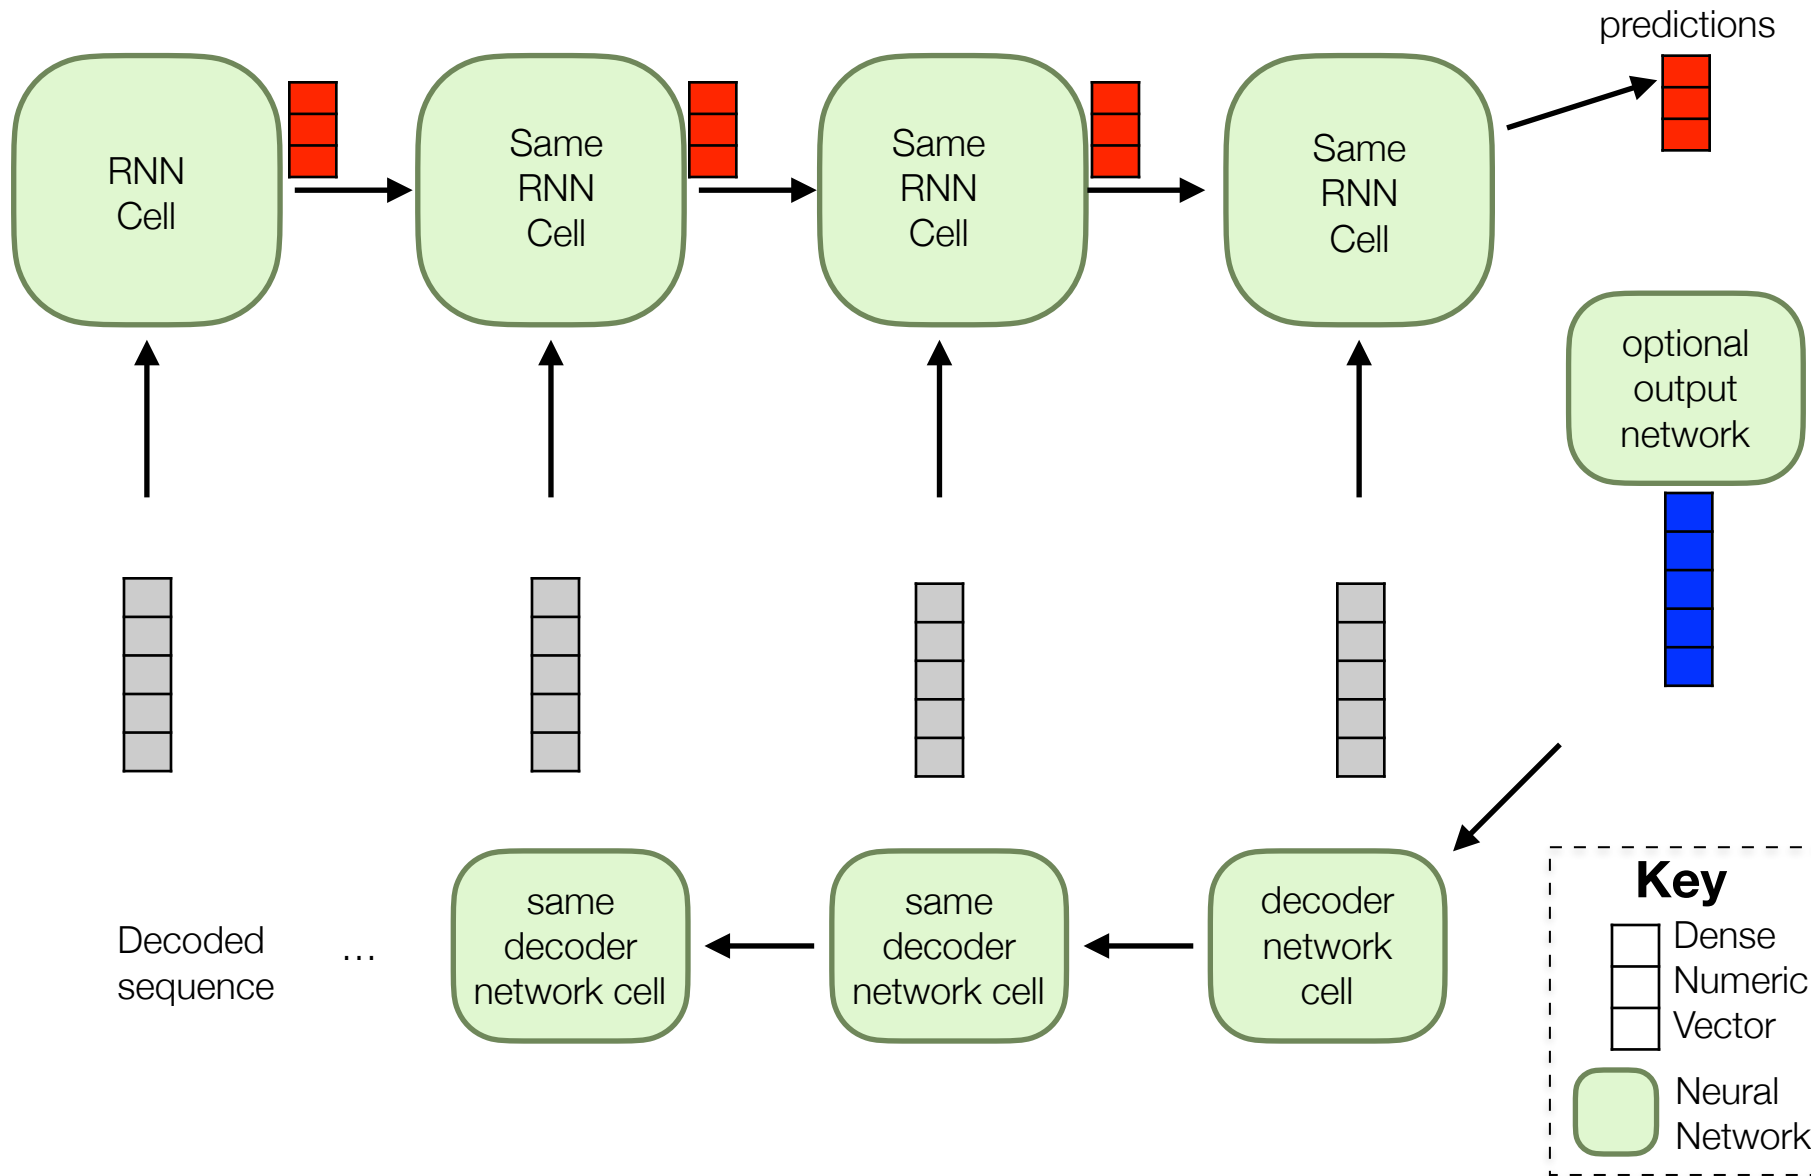 predictions
RNN
Cell
Same
RNN
Cell
Same
RNN
Cell
Same
RNN
Cell
optional
output
network
Decoded
sequence
...
same
decoder
network cell
same
decoder
network cell
decoder
network
cell
Key
Dense
Numeric
Vector
Neural
Network